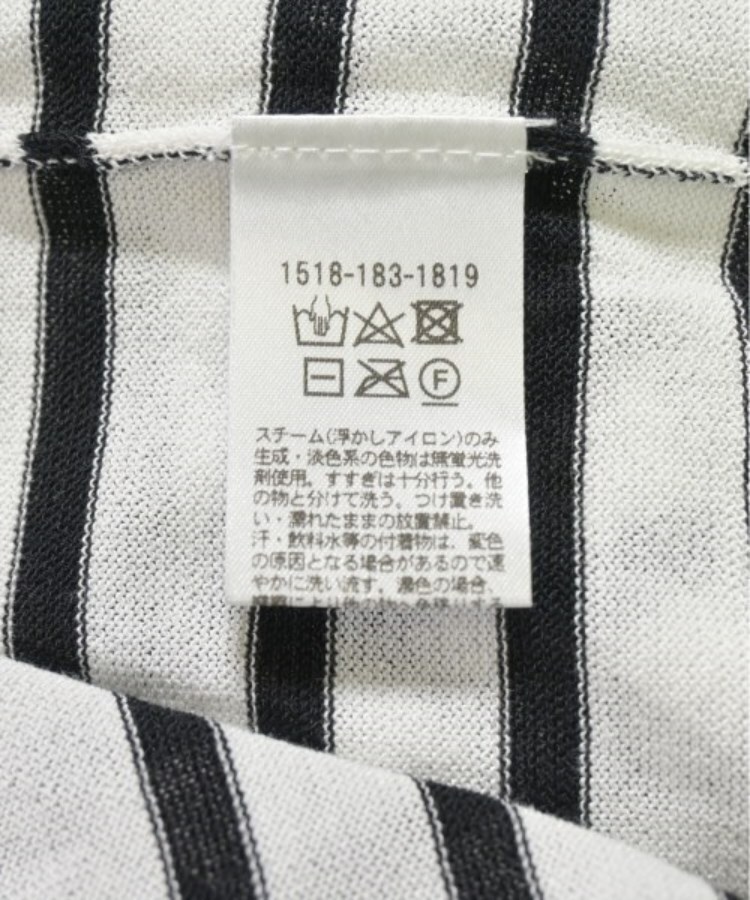 1518-183-1819
F
スチーム(浮かしアイロン)のみ
生成・淡色系の色物は無蛍光洗
剤使用。すすぎは十分行う。他
の物と分けて洗う。つけ置き洗
い・濡れたままの放置禁止。
汗・飲料水等の付着物は、変色
の原因となる場合があるので速
やかに洗い流す。濃色の場合、